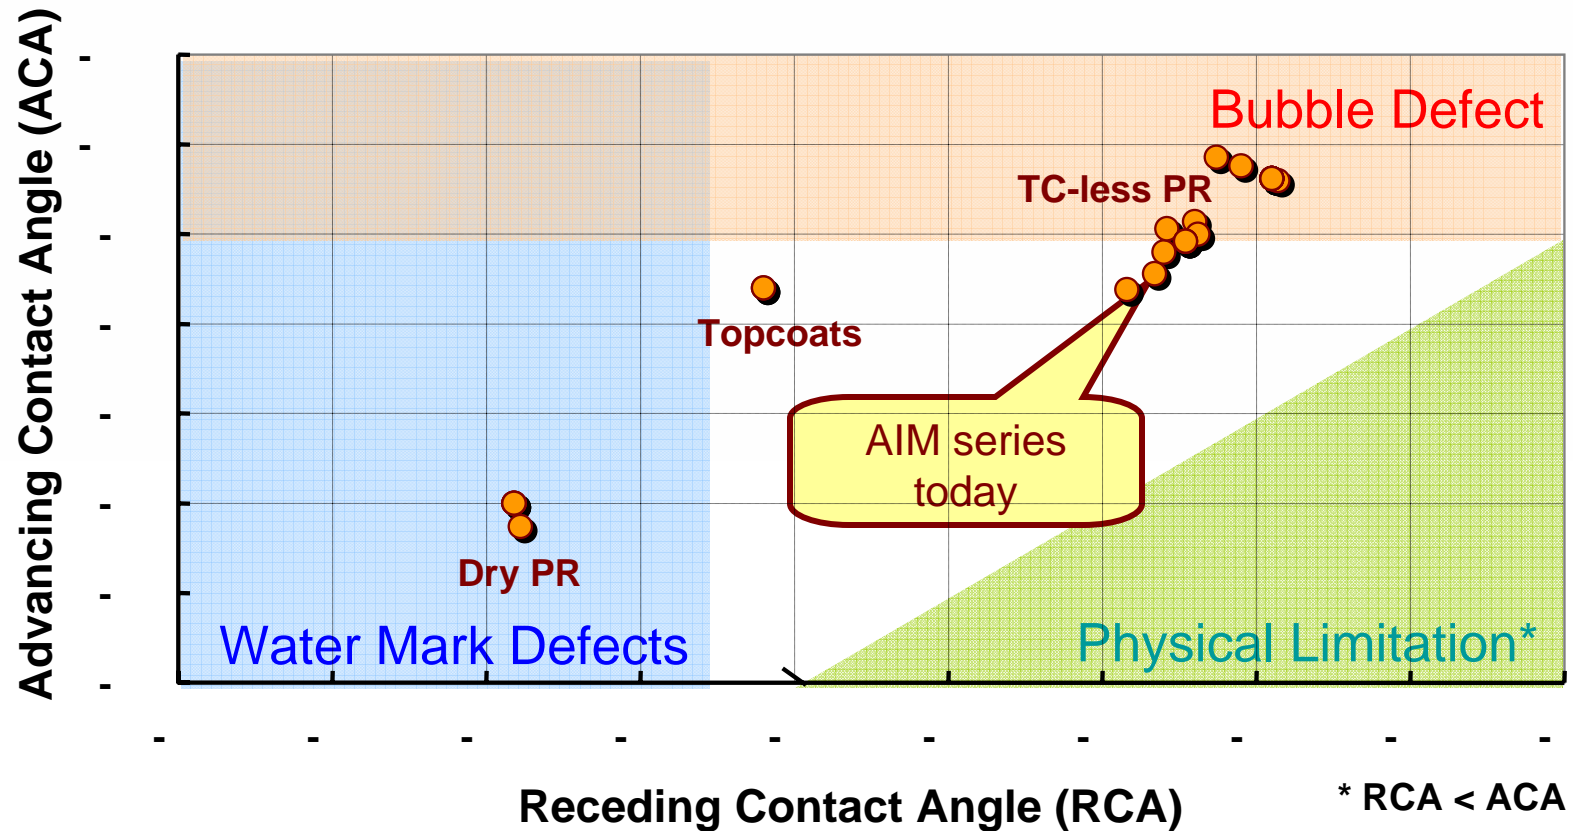 Advancing Contact Angle (ACA)
-
-
-
-
-
-
-
-
Bubble Defect
TC-less PR
Topcoats
AIM series
today
Dry PR
Water Mark Defects
Physical Limitation*
- - - - - - - - - -
Receding Contact Angle (RCA)
* RCA < ACA